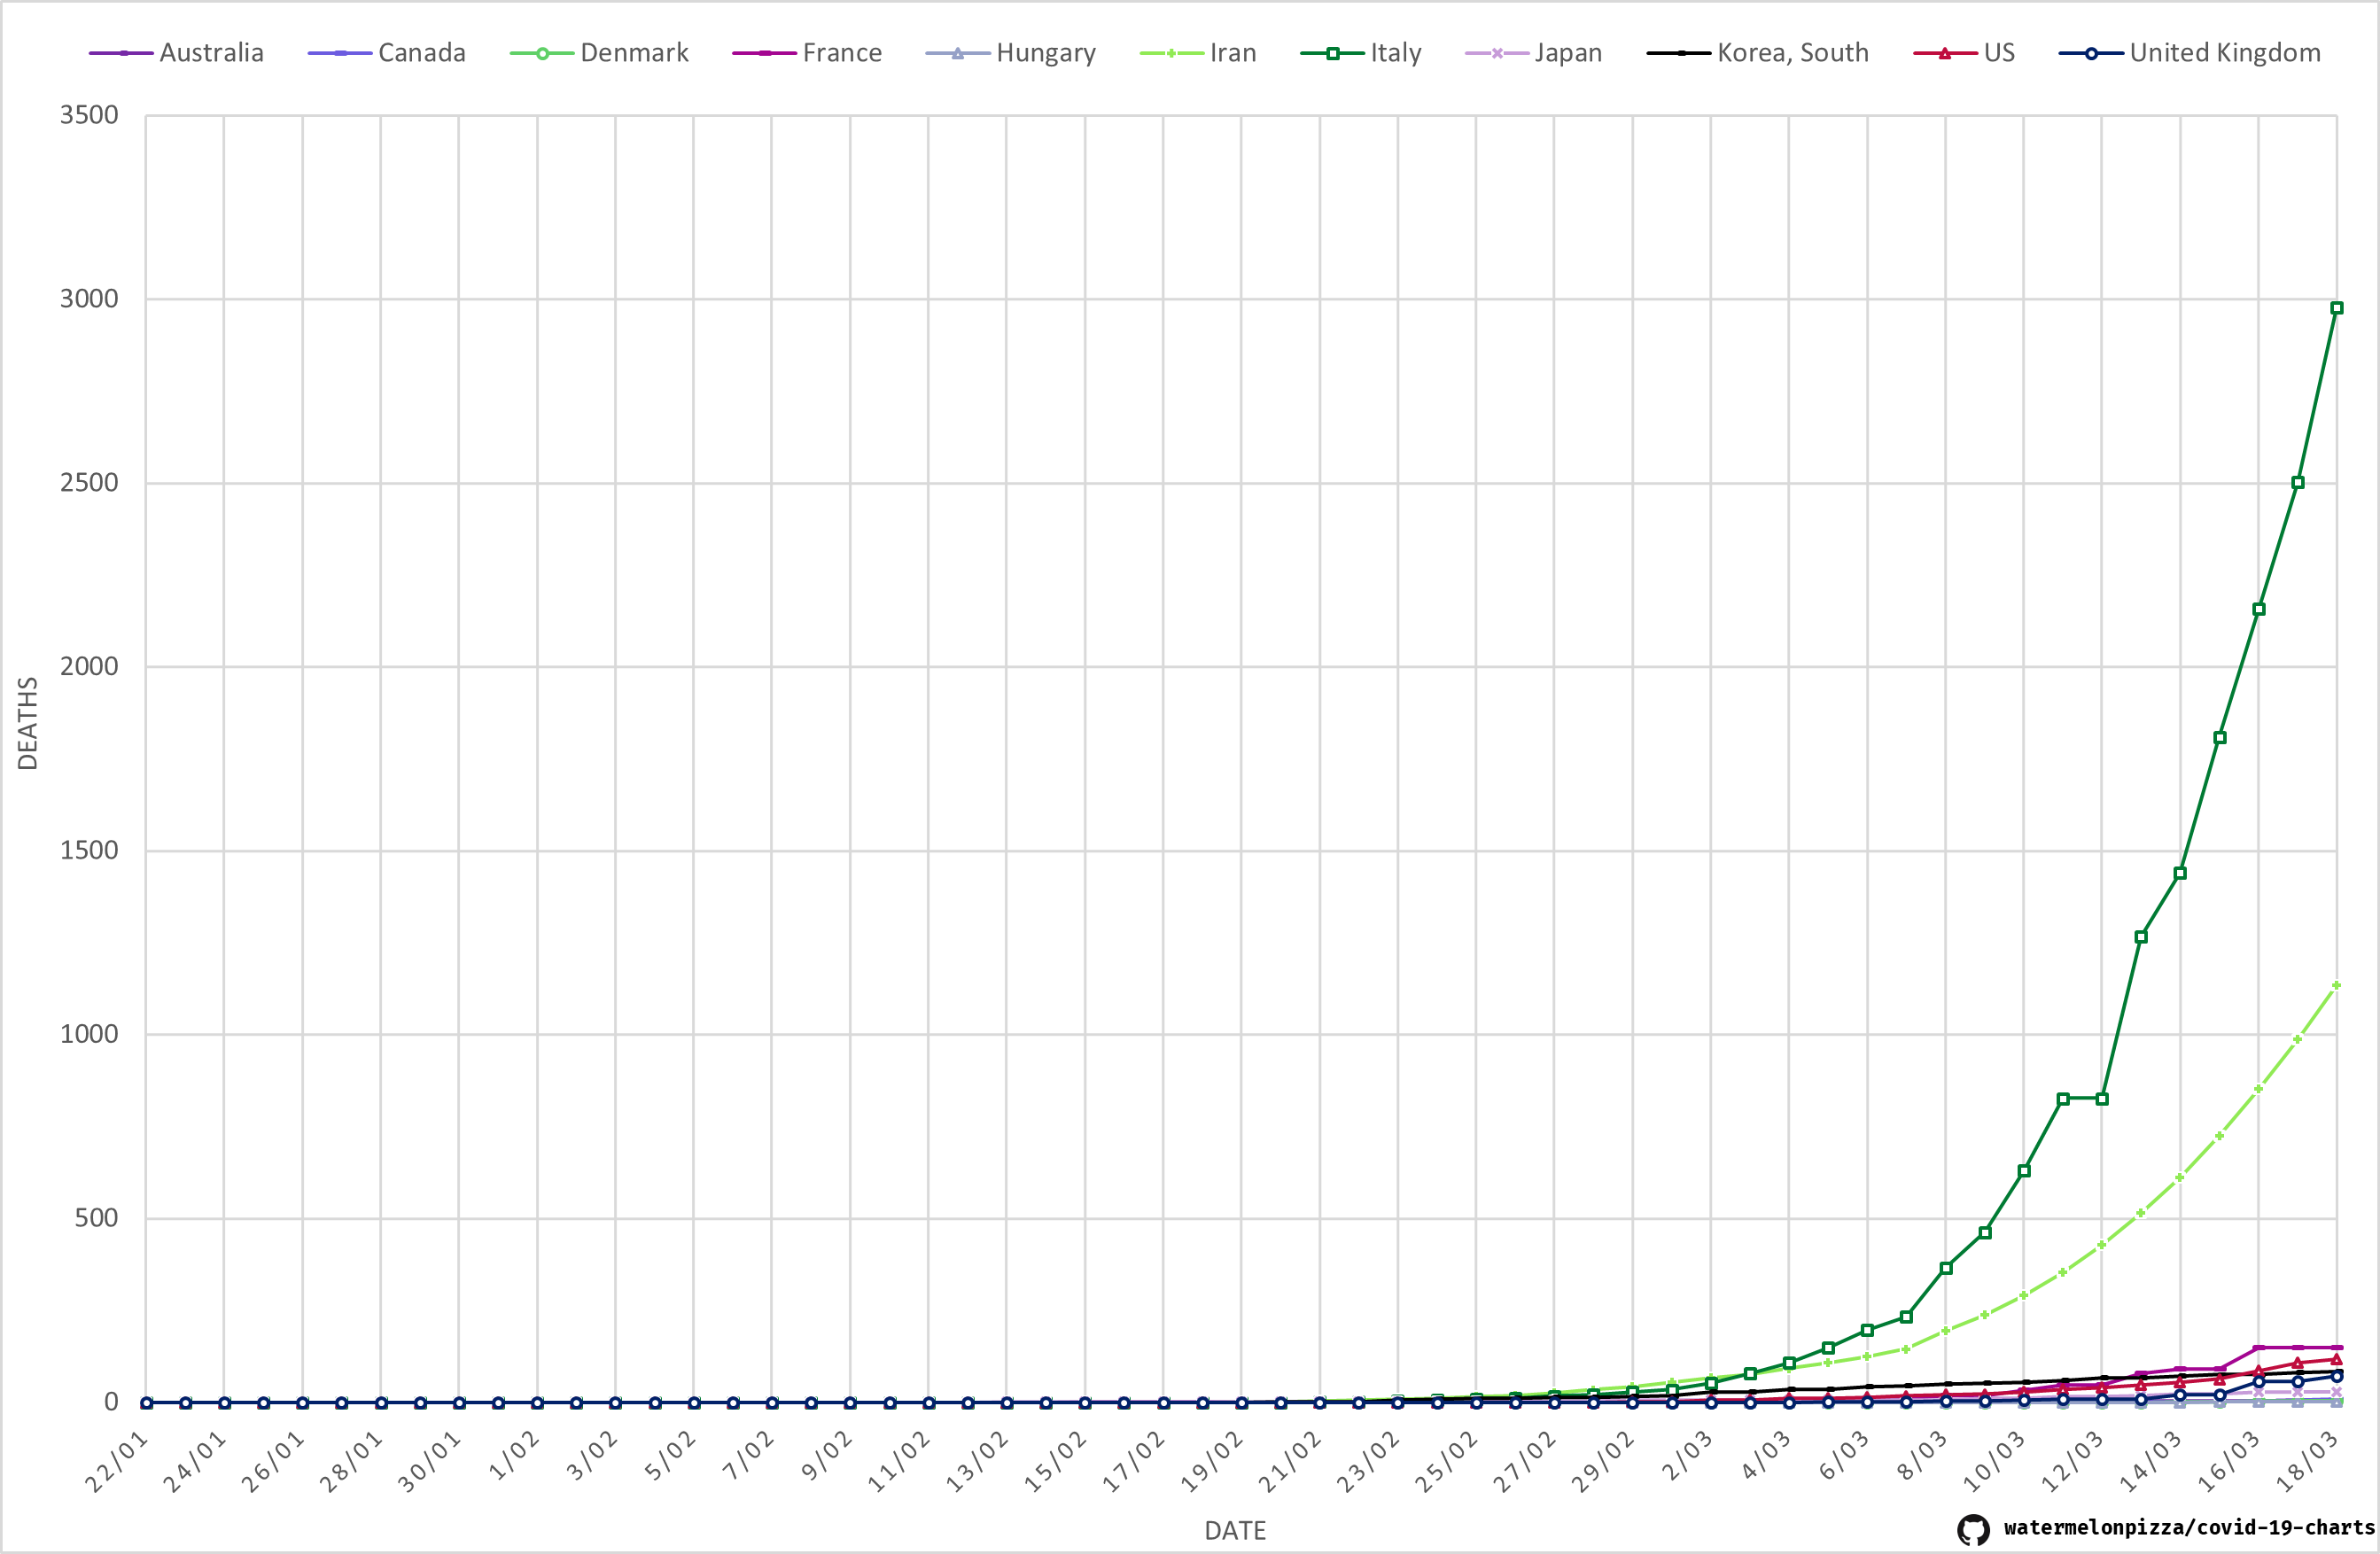 Australia Canada Denmark France Hungary Iran Italy Japan Korea, South US United Kingdom
3500
3000
2500
2000
1500
1000
500
0
DEATHS
22/01 24/01 26/01 28/01 30/01 1/02 3/02 5/02 7/02 9/02 11/02 13/02 15/02 17/02 19/02 21/02 23/02 25/02 27/02 29/02 2/03 4/03 6/03 8/03 10/03 12/03 14/03 16/03 18/03
DATE
watermelonpizza/covid-19-charts